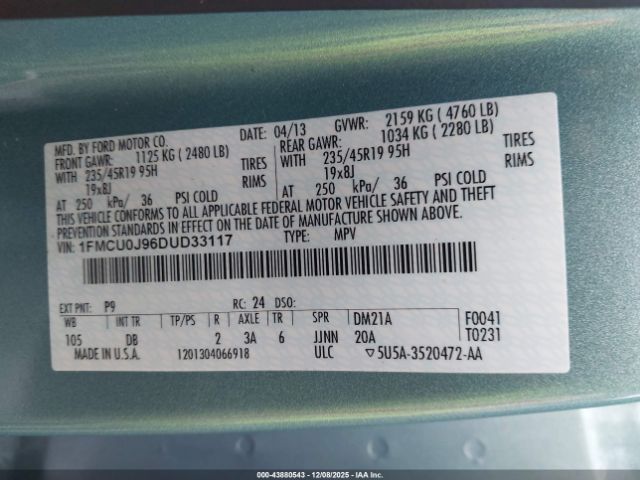 MFD. BY FORD MOTOR CO.
DATE: 04/13 GVWR: 2159 KG ( 4760 LB)
FRONT GAWR: 1125 KG ( 2480 LB) REAR GAWR: 1034 KG ( 2280 LB)
WITH 235/45R19 95H TIRES WITH 235/45R19 95H TIRES
19x8J RIMS 19x8J RIMS
AT 250 kPa/ 36 PSI COLD AT 250 kPa/ 36 PSI COLD
THIS VEHICLE CONFORMS TO ALL APPLICABLE FEDERAL MOTOR VEHICLE SAFETY AND THEFT
PREVENTION STANDARDS IN EFFECT ON THE DATE OF MANUFACTURE SHOWN ABOVE.
VIN: 1FMCU0J96DUD33117 TYPE: MPV
EXT PNT: P9 RC: 24 DSO:
WB INT TR TP/PS R AXLE TR SPR DM21A F0041
105 DB 2 3A 6 JJNN 20A T0231
1201304066918 ULC ▽5U5A-3520472-AA
000-43880543 • 12/08/2025 • IAA Inc.